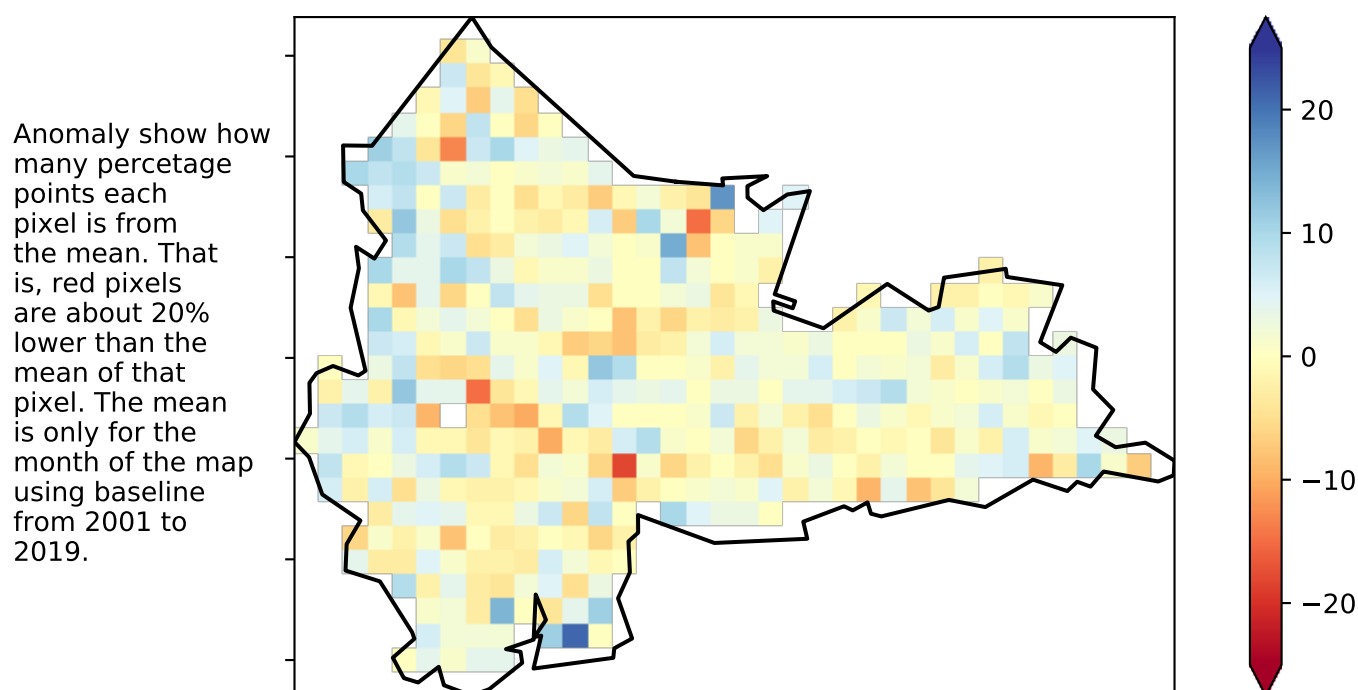 Anomaly show how
many percetage
points each
pixel is from
the mean. That
is, red pixels
are about 20%
lower than the
mean of that
pixel. The mean
is only for the
month of the map
using baseline
from 2001 to
2019.
20
10
0
−10
−20